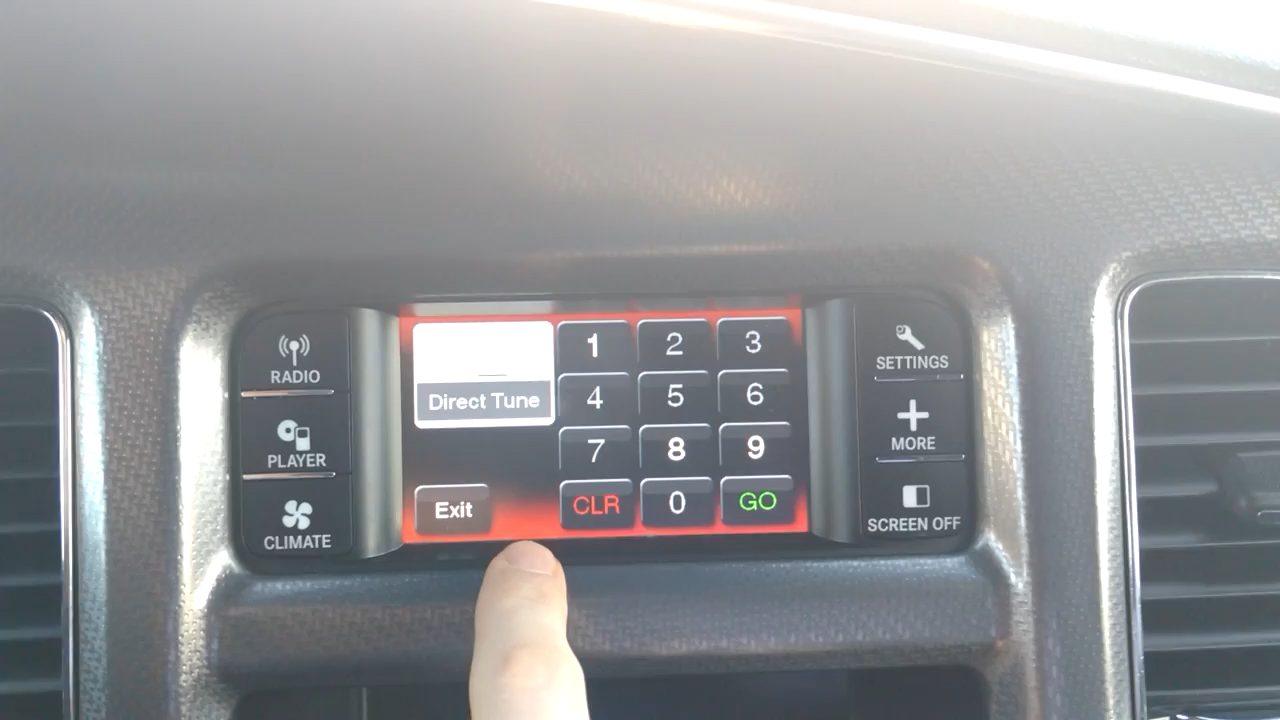 RADIO
PLAYER
CLIMATE
Direct Tune
Exit
1 2 3
4 5 6
7 8 9
CLR 0 GO
SETTINGS
MORE
SCREEN OFF